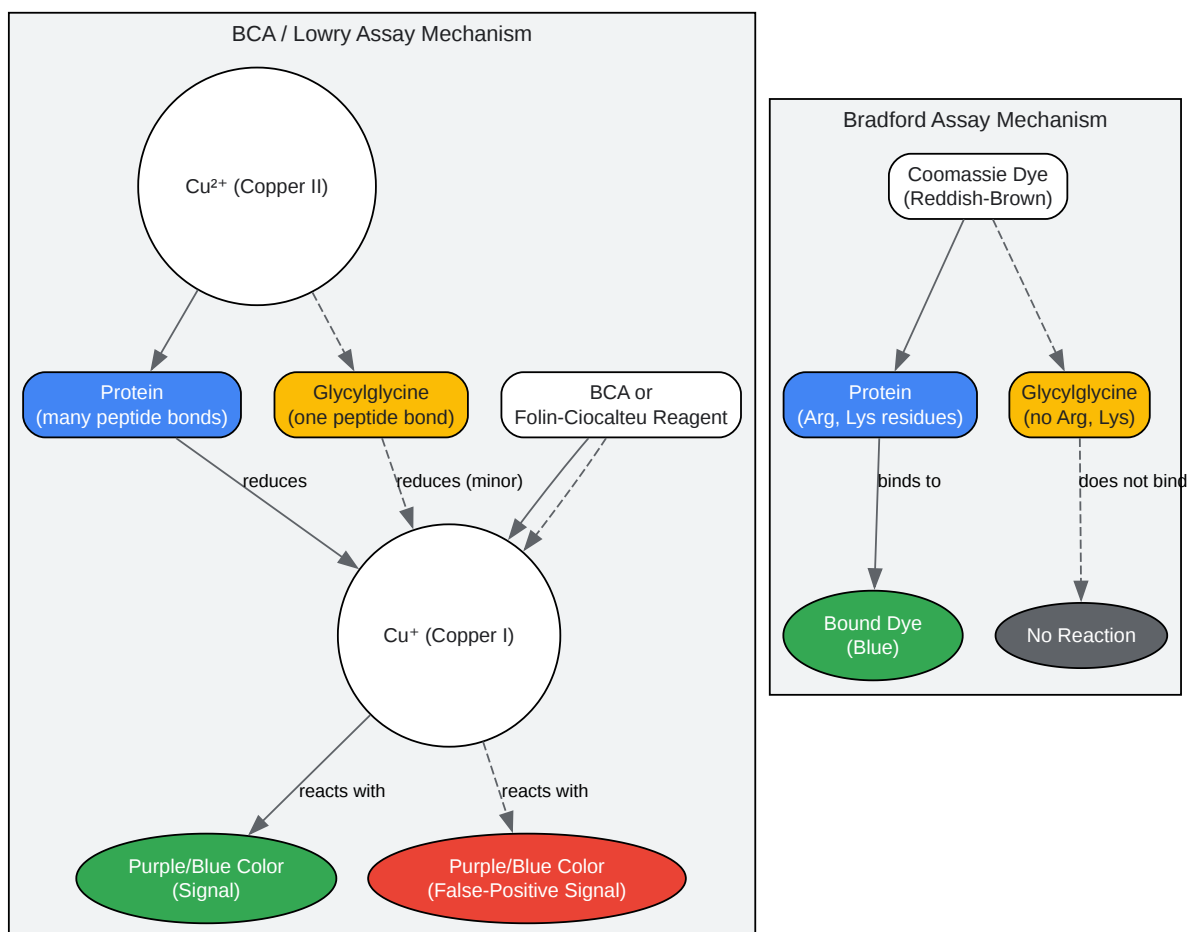 BCA / Lowry Assay Mechanism
Cu²⁺ (Copper II)
Protein
(many peptide bonds)
Glycylglycine
(one peptide bond)
BCA or
Folin-Ciocalteu Reagent
reduces
reduces (minor)
Cu⁺ (Copper I)
reacts with
reacts with
Purple/Blue Color
(Signal)
Purple/Blue Color
(False-Positive Signal)
Bradford Assay Mechanism
Coomassie Dye
(Reddish-Brown)
Protein
(Arg, Lys residues)
Glycylglycine
(no Arg, Lys)
binds to
does not bind
Bound Dye
(Blue)
No Reaction